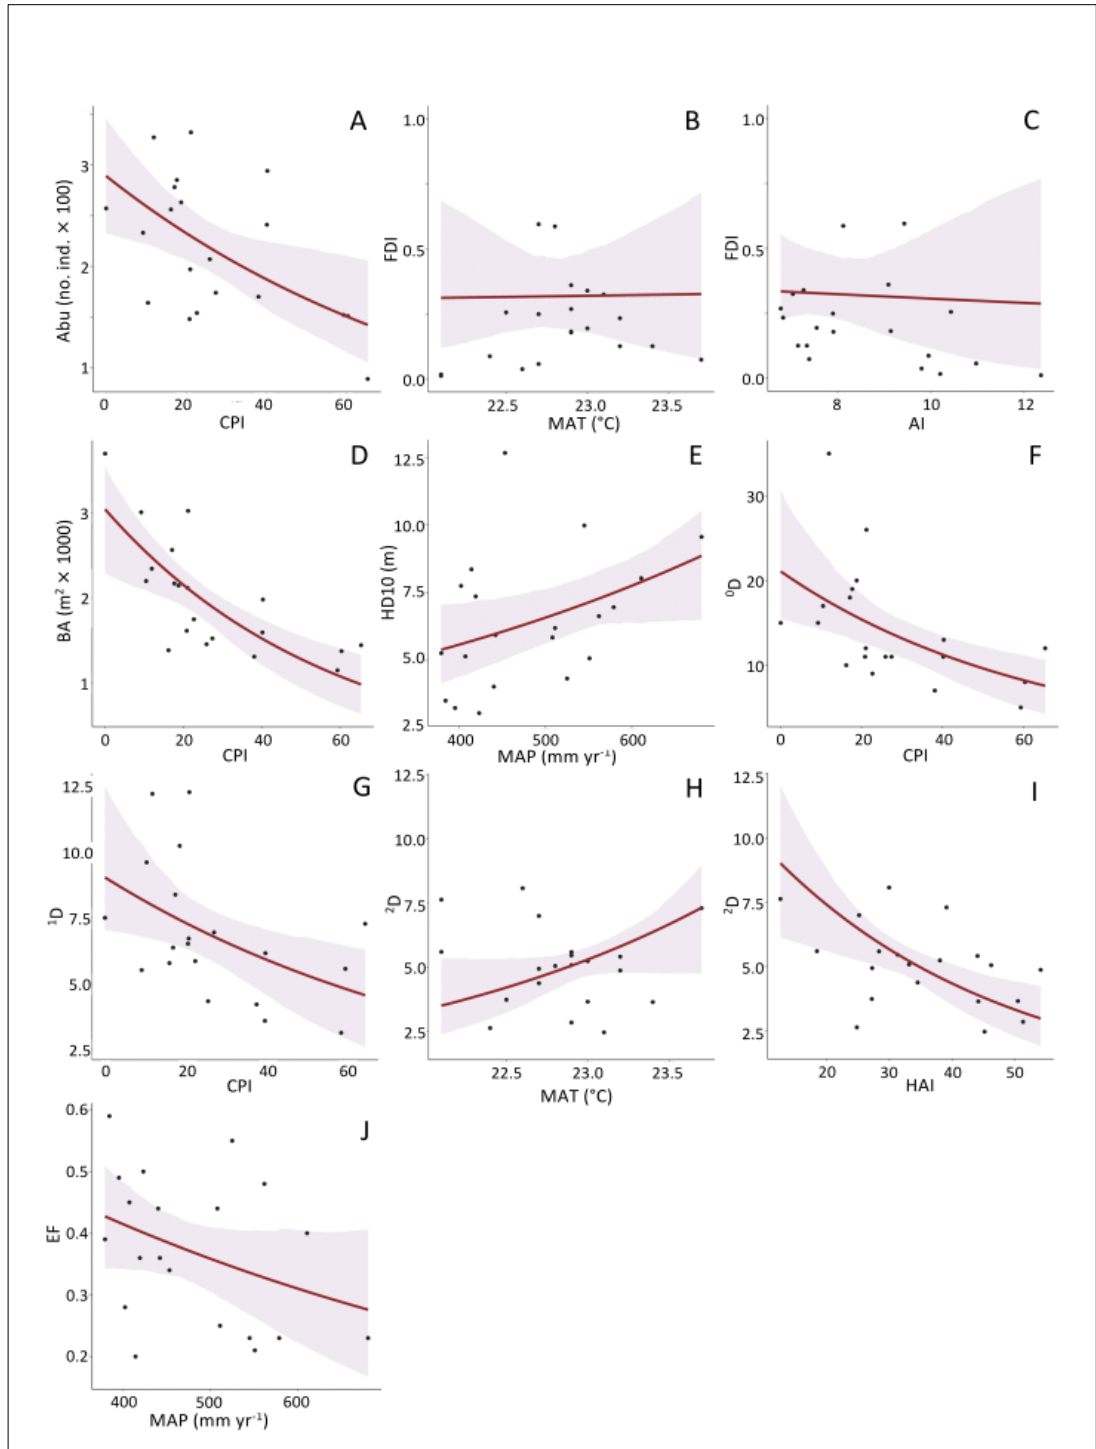 A
Abu (no. ind. × 100)
3
2
1
0 20 40 60
CPI
B
FDI
1.0
0.5
0.0
22.5 23.0 23.5
MAT (°C)
C
FDI
1.0
0.5
0.0
8 10 12
AI
D
BA (m² × 1000)
3
2
1
0 20 40 60
CPI
E
HD10 (m)
12.5
10.0
7.5
5.0
2.5
400 500 600
MAP (mm yr⁻¹)
F
⁰D
30
20
10
0 20 40 60
CPI
G
¹D
12.5
10.0
7.5
5.0
2.5
0 20 40 60
CPI
H
²D
12.5
10.0
7.5
5.0
2.5
22.5 23.0 23.5
MAT (°C)
I
²D
12.5
10.0
7.5
5.0
2.5
20 30 40 50
HAI
J
EF
0.6
0.5
0.4
0.3
0.2
400 500 600
MAP (mm yr⁻¹)